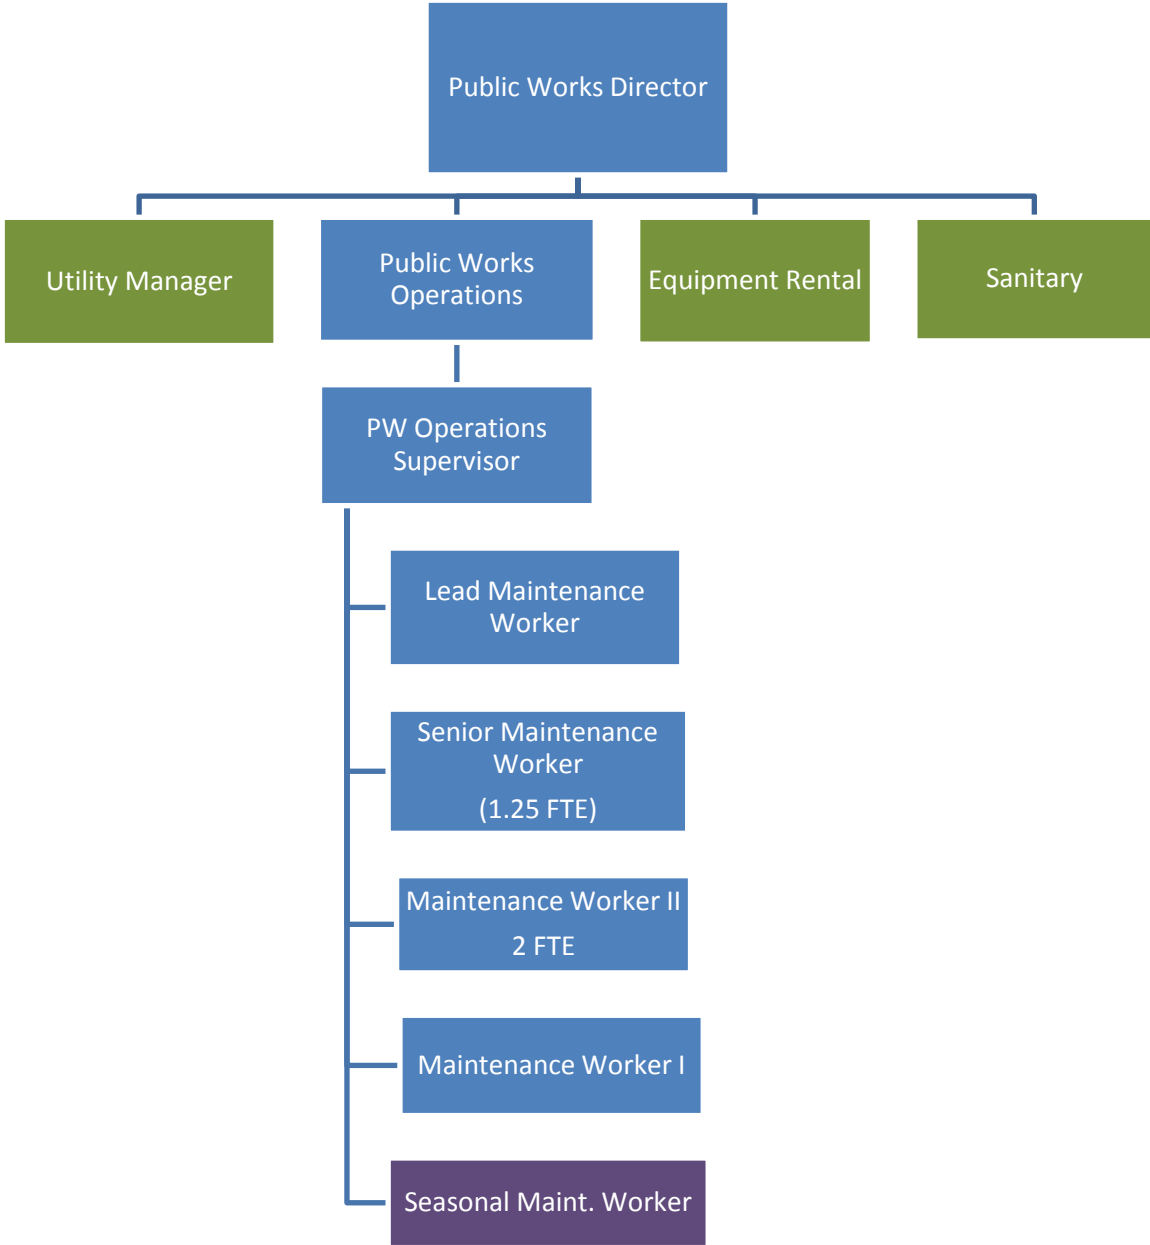 Public Works Director
Utility Manager
Public Works
Operations
Equipment Rental
Sanitary
PW Operations
Supervisor
Lead Maintenance
Worker
Senior Maintenance
Worker
(1.25 FTE)
Maintenance Worker II
2 FTE
Maintenance Worker I
Seasonal Maint. Worker